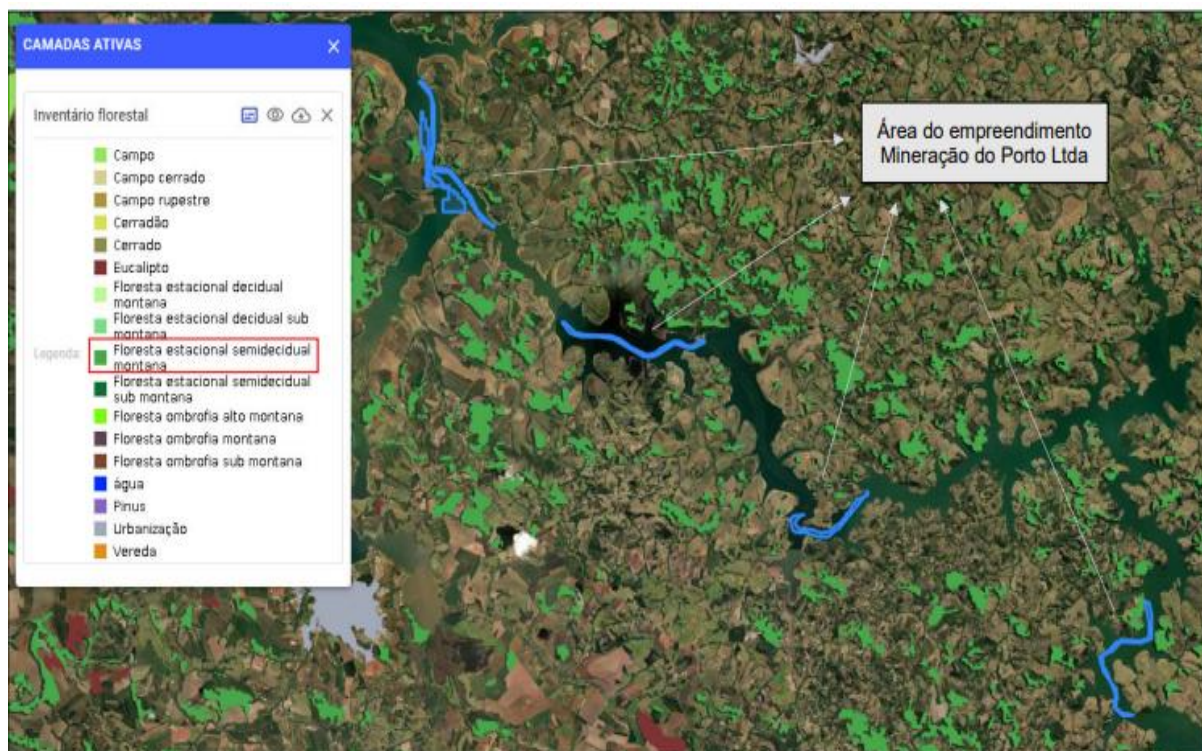 CAMADAS ATIVAS
Inventário florestal
Campo
Campo cerrado
Campo rupestre
Cerradão
Cerrado
Eucalipto
Floresta estacional decidual
montana
Floresta estacional decidual sub
montana
Legenda:
Floresta estacional semidecidual
montana
Floresta estacional semidecidual
sub montana
Floresta ombrofia alto montana
Floresta ombrofia montana
Floresta ombrofia sub montana
água
Pinus
Urbanização
Vereda
Área do empreendimento
Mineração do Porto Ltda